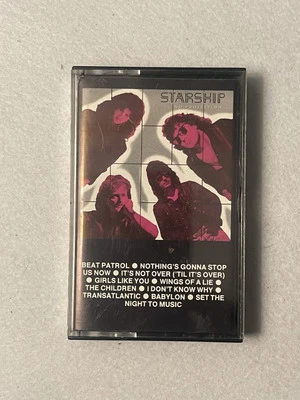 STARSHIP
BEAT PATROL ● NOTHING'S GONNA STOP
US NOW ● IT'S NOT OVER ('TIL IT'S OVER)
● GIRLS LIKE YOU ● WINGS OF A LIE ●
THE CHILDREN ● I DON'T KNOW WHY ●
TRANSATLANTIC ● BABYLON ● SET THE
NIGHT TO MUSIC